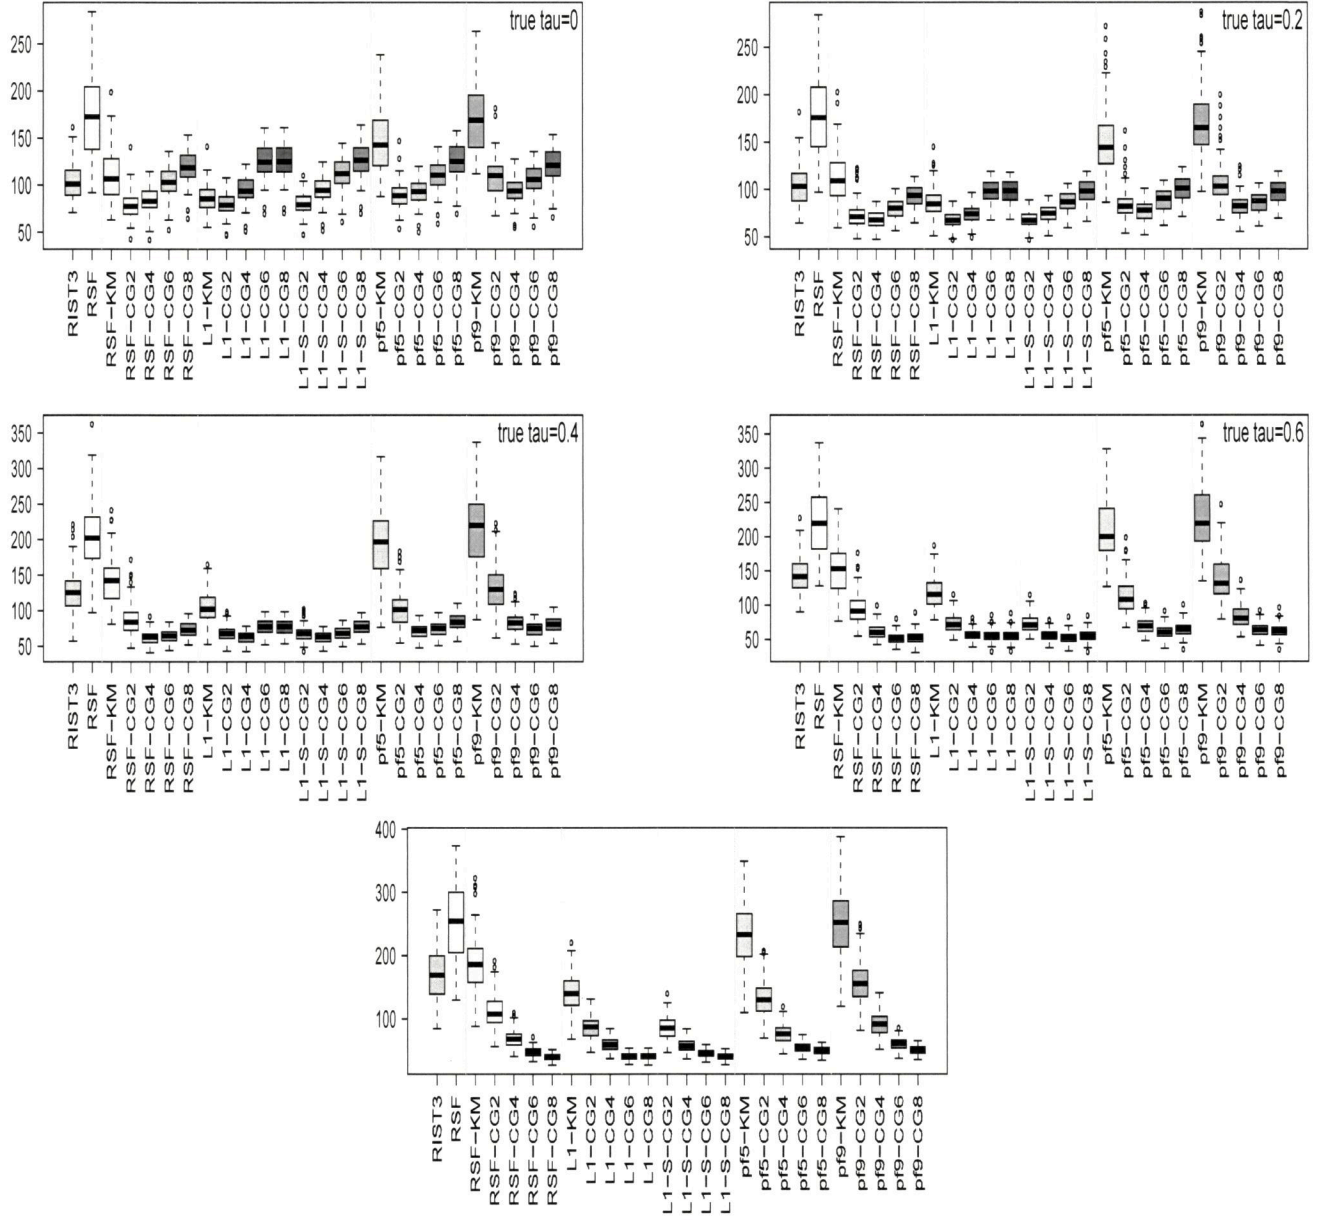 true tau=0
250
200
150
100
50
RIST3
RSF
RSF-KM
RSF-CG2
RSF-CG4
RSF-CG6
RSF-CG8
L1-KM
L1-CG2
L1-CG4
L1-CG6
L1-CG8
L1-S-CG2
L1-S-CG4
L1-S-CG6
L1-S-CG8
pf5-KM
pf5-CG2
pf5-CG4
pf5-CG6
pf5-CG8
pf9-KM
pf9-CG2
pf9-CG4
pf9-CG6
pf9-CG8
true tau=0.2
250
200
150
100
50
RIST3
RSF
RSF-KM
RSF-CG2
RSF-CG4
RSF-CG6
RSF-CG8
L1-KM
L1-CG2
L1-CG4
L1-CG6
L1-CG8
L1-S-CG2
L1-S-CG4
L1-S-CG6
L1-S-CG8
pf5-KM
pf5-CG2
pf5-CG4
pf5-CG6
pf5-CG8
pf9-KM
pf9-CG2
pf9-CG4
pf9-CG6
pf9-CG8
true tau=0.4
350
300
250
200
150
100
50
RIST3
RSF
RSF-KM
RSF-CG2
RSF-CG4
RSF-CG6
RSF-CG8
L1-KM
L1-CG2
L1-CG4
L1-CG6
L1-CG8
L1-S-CG2
L1-S-CG4
L1-S-CG6
L1-S-CG8
pf5-KM
pf5-CG2
pf5-CG4
pf5-CG6
pf5-CG8
pf9-KM
pf9-CG2
pf9-CG4
pf9-CG6
pf9-CG8
true tau=0.6
350
300
250
200
150
100
50
RIST3
RSF
RSF-KM
RSF-CG2
RSF-CG4
RSF-CG6
RSF-CG8
L1-KM
L1-CG2
L1-CG4
L1-CG6
L1-CG8
L1-S-CG2
L1-S-CG4
L1-S-CG6
L1-S-CG8
pf5-KM
pf5-CG2
pf5-CG4
pf5-CG6
pf5-CG8
pf9-KM
pf9-CG2
pf9-CG4
pf9-CG6
pf9-CG8
400
300
200
100
RIST3
RSF
RSF-KM
RSF-CG2
RSF-CG4
RSF-CG6
RSF-CG8
L1-KM
L1-CG2
L1-CG4
L1-CG6
L1-CG8
L1-S-CG2
L1-S-CG4
L1-S-CG6
L1-S-CG8
pf5-KM
pf5-CG2
pf5-CG4
pf5-CG6
pf5-CG8
pf9-KM
pf9-CG2
pf9-CG4
pf9-CG6
pf9-CG8